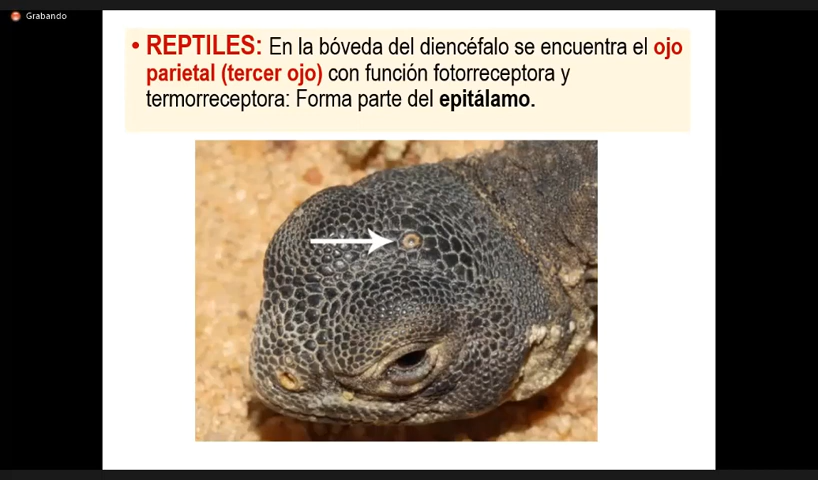 Grabando
• REPTILES: En la bóveda del diencéfalo se encuentra el ojo
parietal (tercer ojo) con función fotorreceptora y
termorreceptora: Forma parte del epitálamo.